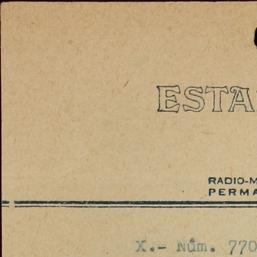 ESTA
RADIO-M
PERMA
X.- Núm. 770